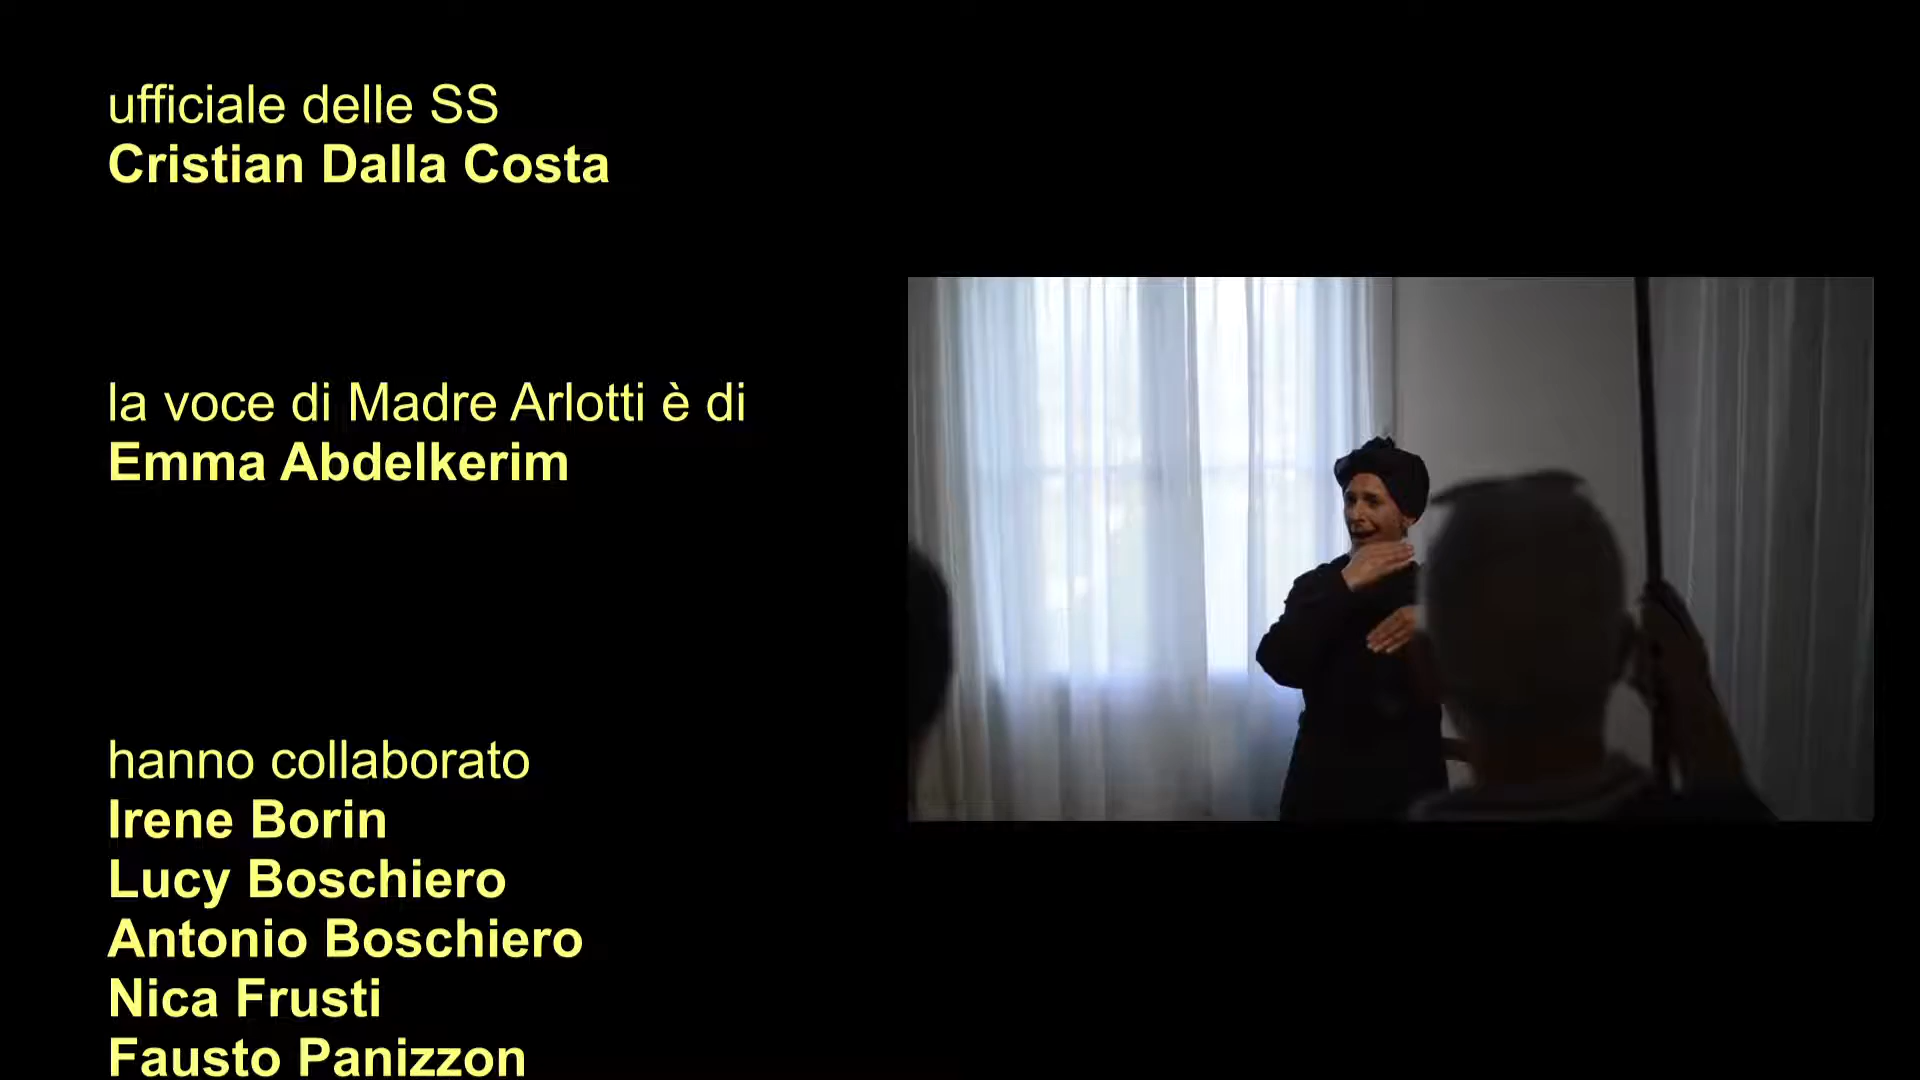 ufficiale delle SS
Cristian Dalla Costa
la voce di Madre Arlotti è di
Emma Abdelkerim
hanno collaborato
Irene Borin
Lucy Boschiero
Antonio Boschiero
Nica Frusti
Fausto Panizzon